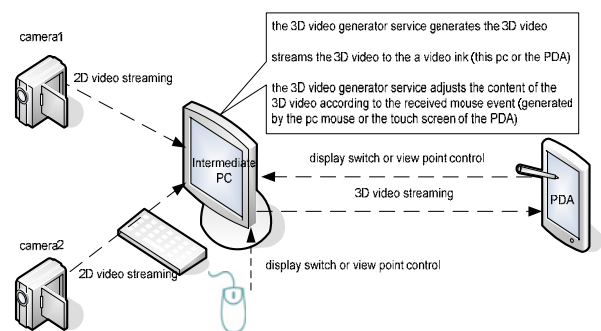 camera1
2D video streaming
the 3D video generator service generates the 3D video
streams the 3D video to the a video ink (this pc or the PDA)
the 3D video generator service adjusts the content of the
3D video according to the received mouse event (generated
by the pc mouse or the touch screen of the PDA)
Intermediate
PC
display switch or view point control
3D video streaming
PDA
camera2
2D video streaming
display switch or view point control